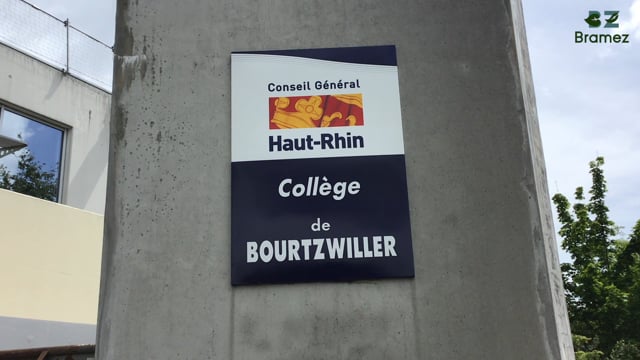 BZ
Bramez
Conseil Général
Haut-Rhin
Collège
de
BOURTZWILLER